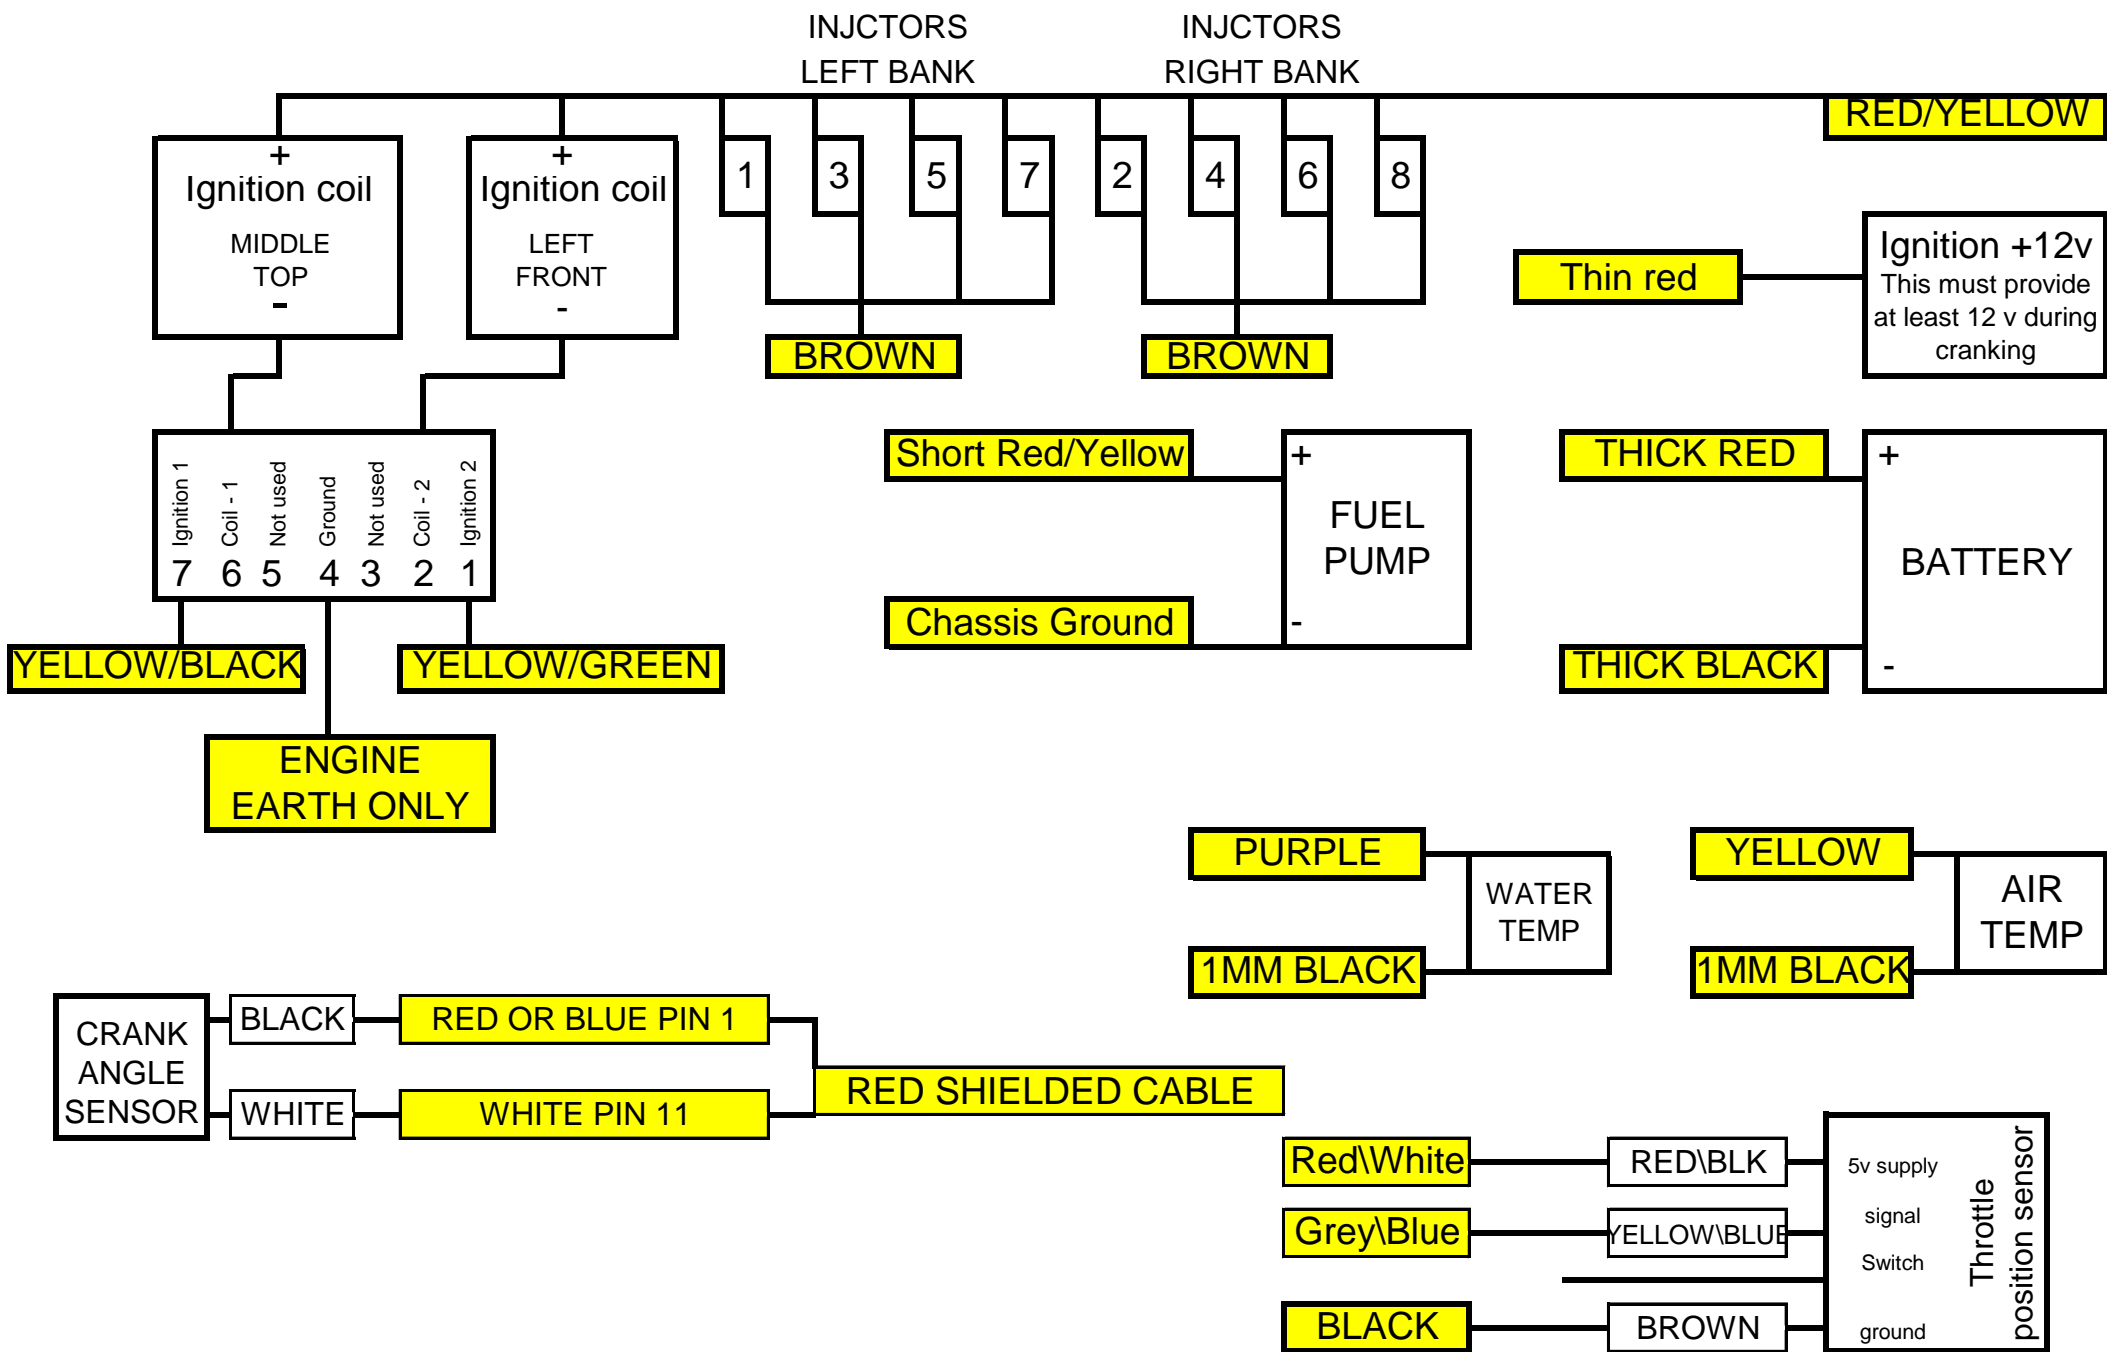 INJCTORS
LEFT BANK
INJCTORS
RIGHT BANK
RED/YELLOW
+
Ignition coil
MIDDLE
TOP
-
+
Ignition coil
LEFT
FRONT
-
1
3
5
7
2
4
6
8
BROWN
BROWN
Thin red
Ignition +12v
This must provide
at least 12 v during
cranking
Ignition 1
Coil - 1
Not used
Ground
Not used
Coil - 2
Ignition 2
7 6 5 4 3 2 1
YELLOW/BLACK
YELLOW/GREEN
ENGINE
EARTH ONLY
Short Red/Yellow
Chassis Ground
+
FUEL
PUMP
-
THICK RED
THICK BLACK
+
BATTERY
-
PURPLE
1MM BLACK
WATER
TEMP
YELLOW
1MM BLACK
AIR
TEMP
CRANK
ANGLE
SENSOR
BLACK
RED OR BLUE PIN 1
WHITE
WHITE PIN 11
RED SHIELDED CABLE
Red\White
RED\BLK
5v supply
Grey\Blue
YELLOW\BLUE
signal
Switch
BLACK
BROWN
ground
Throttle
position sensor